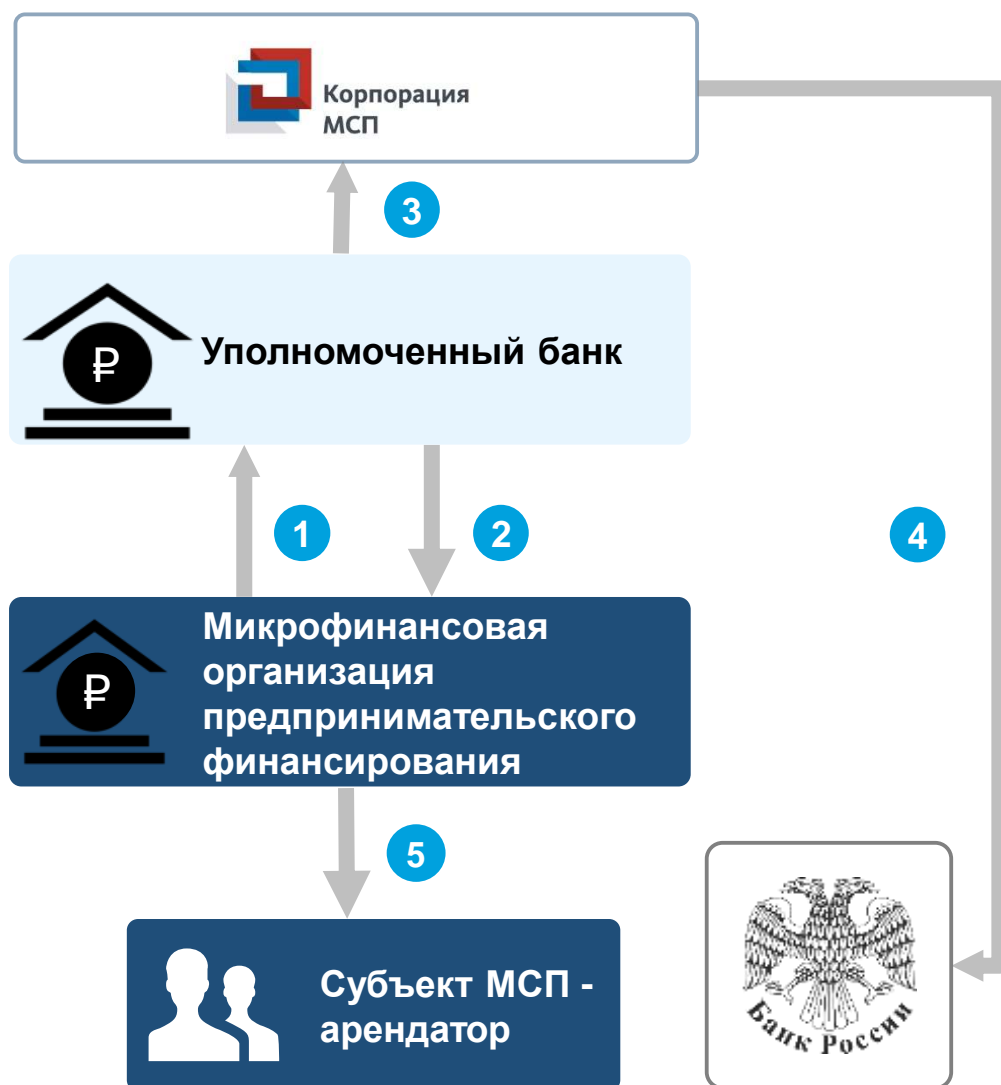 Корпорация
МСП
3
₽
Уполномоченный банк
1
2
4
₽
Микрофинансовая
организация
предпринимательского
финансирования
5
Субъект МСП -
арендатор
Банк России